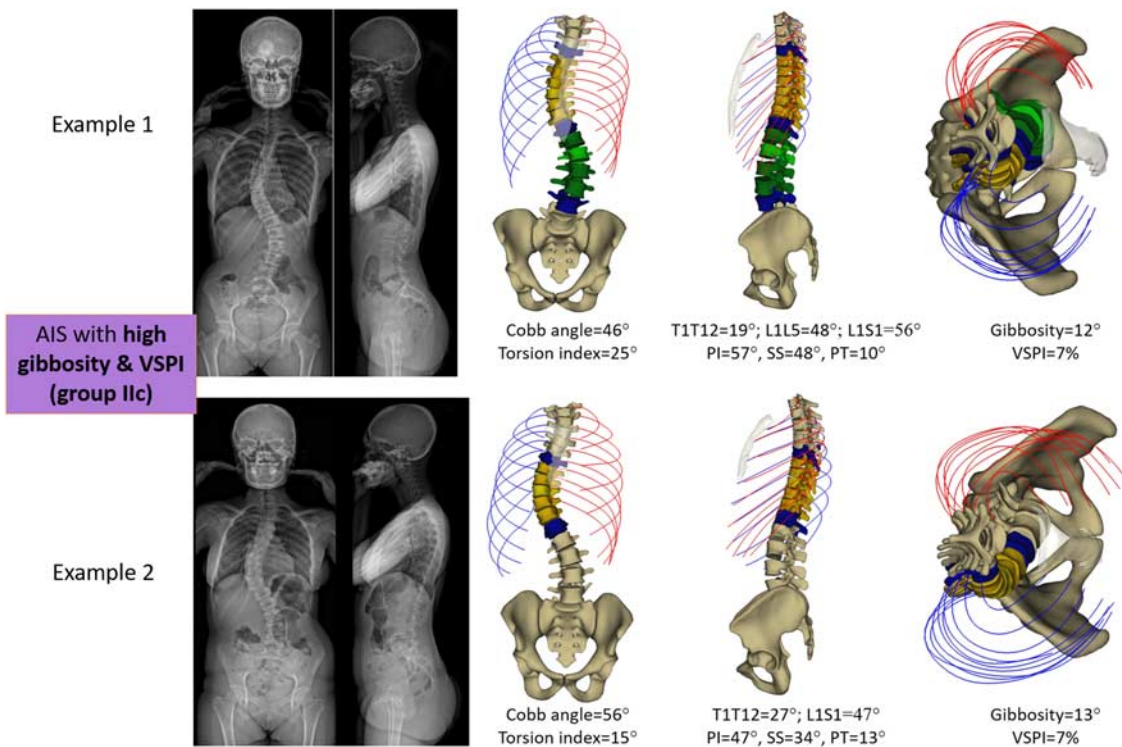 Example 1
Cobb angle=46°
Torsion index=25°
T1T12=19°; L1L5=48°; L1S1=56°
PI=57°, SS=48°, PT=10°
Gibbosity=12°
VSPI=7%
AIS with high
gibbosity & VSPI
(group IIc)
Example 2
Cobb angle=56°
Torsion index=15°
T1T12=27°; L1S1=47°
PI=47°, SS=34°, PT=13°
Gibbosity=13°
VSPI=7%